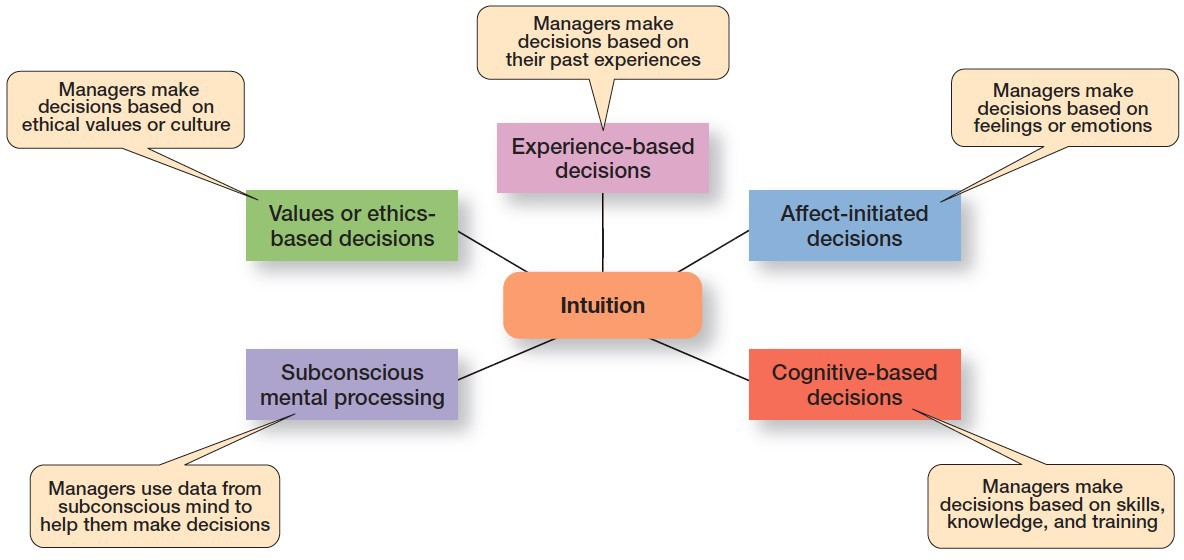 Managers make
decisions based on
their past experiences
Managers make
decisions based on
ethical values or culture
Managers make
decisions based on
feelings or emotions
Experience-based
decisions
Values or ethics-
based decisions
Affect-initiated
decisions
Intuition
Subconscious
mental processing
Cognitive-based
decisions
Managers use data from
subconscious mind to
help them make decisions
Managers make
decisions based on skills,
knowledge, and training